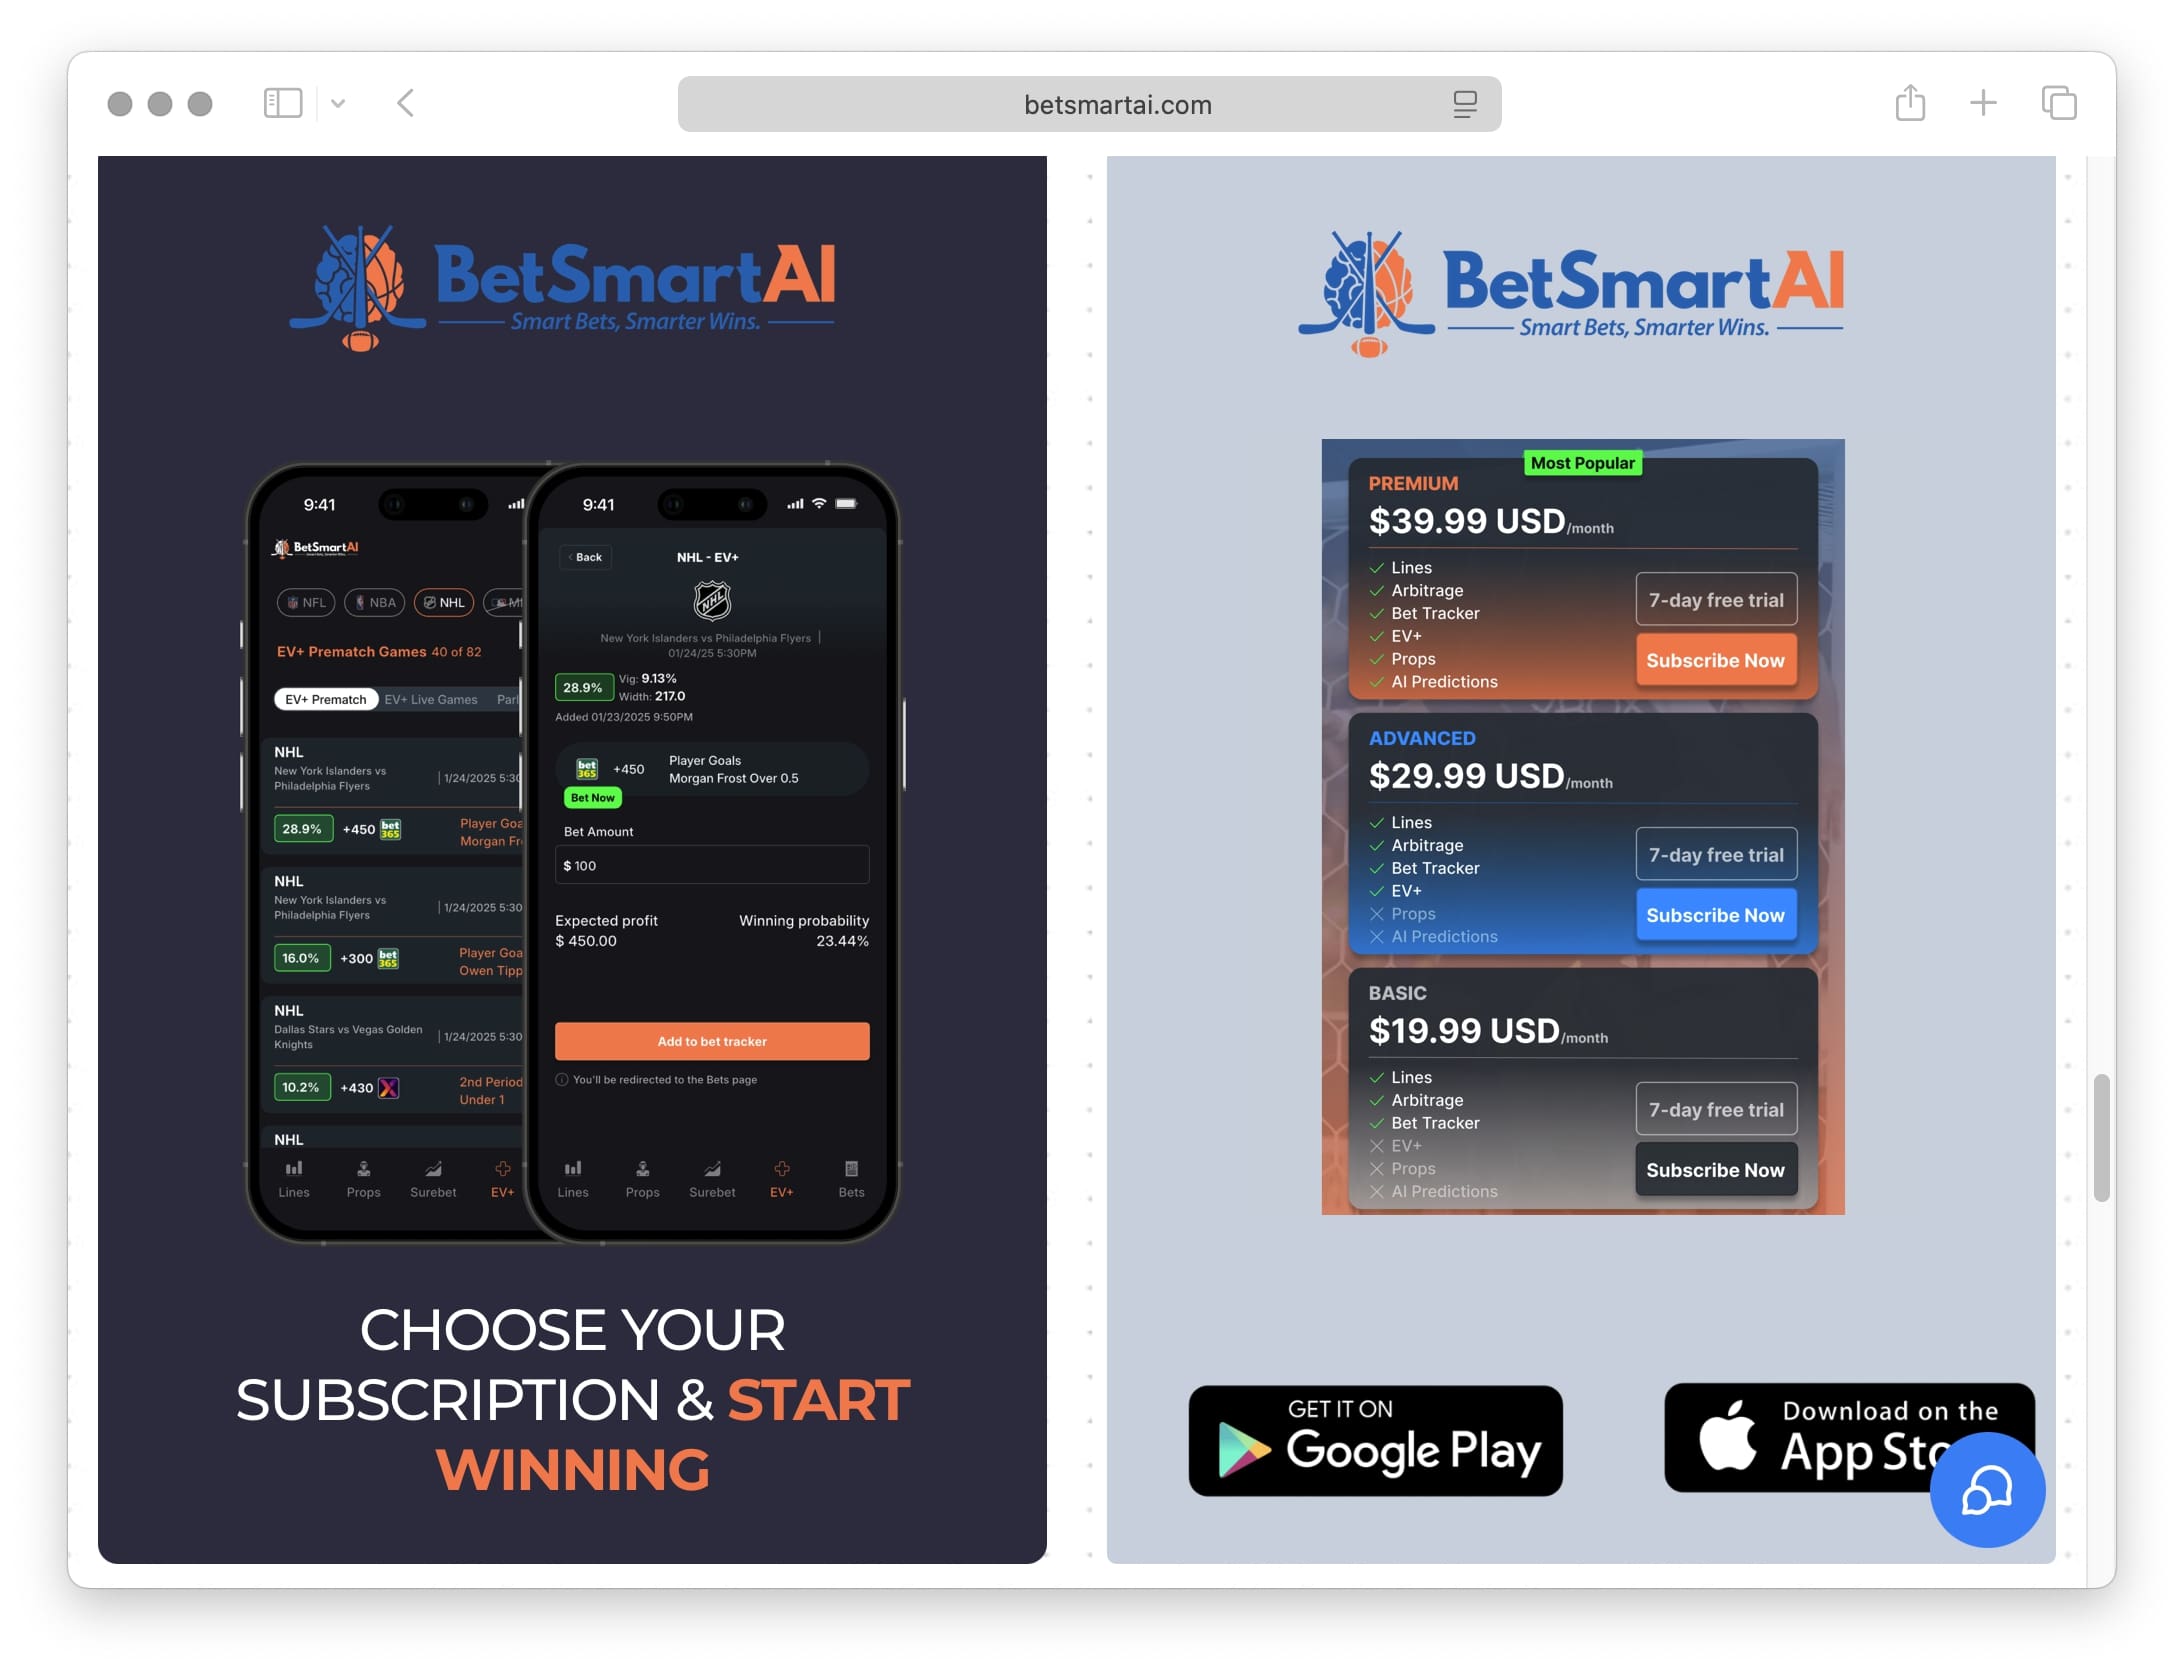 betsmartai.com
BetSmartAI
Smart Bets, Smarter Wins.
9:41
BetSmartAI
NFL
NBA
NHL
EV+ Prematch Games 40 of 82
EV+ Prematch
EV+ Live Games
Parl
NHL
New York Islanders vs
Philadelphia Flyers
1/24/2025 5:30
28.9%
+450
bet
365
Player Goa
Morgan Fr
NHL
New York Islanders vs
Philadelphia Flyers
1/24/2025 5:30
16.0%
+300
bet
365
Player Goa
Owen Tipp
NHL
Dallas Stars vs Vegas Golden
Knights
1/24/2025 5:30
10.2%
+430
X
2nd Period
Under 1
NHL
Lines
Props
Surebet
EV+
9:41
Back
NHL - EV+
NHL
New York Islanders vs Philadelphia Flyers |
01/24/25 5:30PM
28.9%
Vig: 9.13%
Width: 217.0
Added 01/23/2025 9:50PM
bet
365
+450
Player Goals
Morgan Frost Over 0.5
Bet Now
Bet Amount
$ 100
Expected profit
$ 450.00
Winning probability
23.44%
Add to bet tracker
You'll be redirected to the Bets page
Lines
Props
Surebet
EV+
Bets
CHOOSE YOUR
SUBSCRIPTION & START
WINNING
BetSmartAI
Smart Bets, Smarter Wins.
Most Popular
PREMIUM
$39.99 USD/month
Lines
Arbitrage
Bet Tracker
EV+
Props
AI Predictions
7-day free trial
Subscribe Now
ADVANCED
$29.99 USD/month
Lines
Arbitrage
Bet Tracker
EV+
Props
AI Predictions
7-day free trial
Subscribe Now
BASIC
$19.99 USD/month
Lines
Arbitrage
Bet Tracker
EV+
Props
AI Predictions
7-day free trial
Subscribe Now
GET IT ON
Google Play
Download on the
App Sto